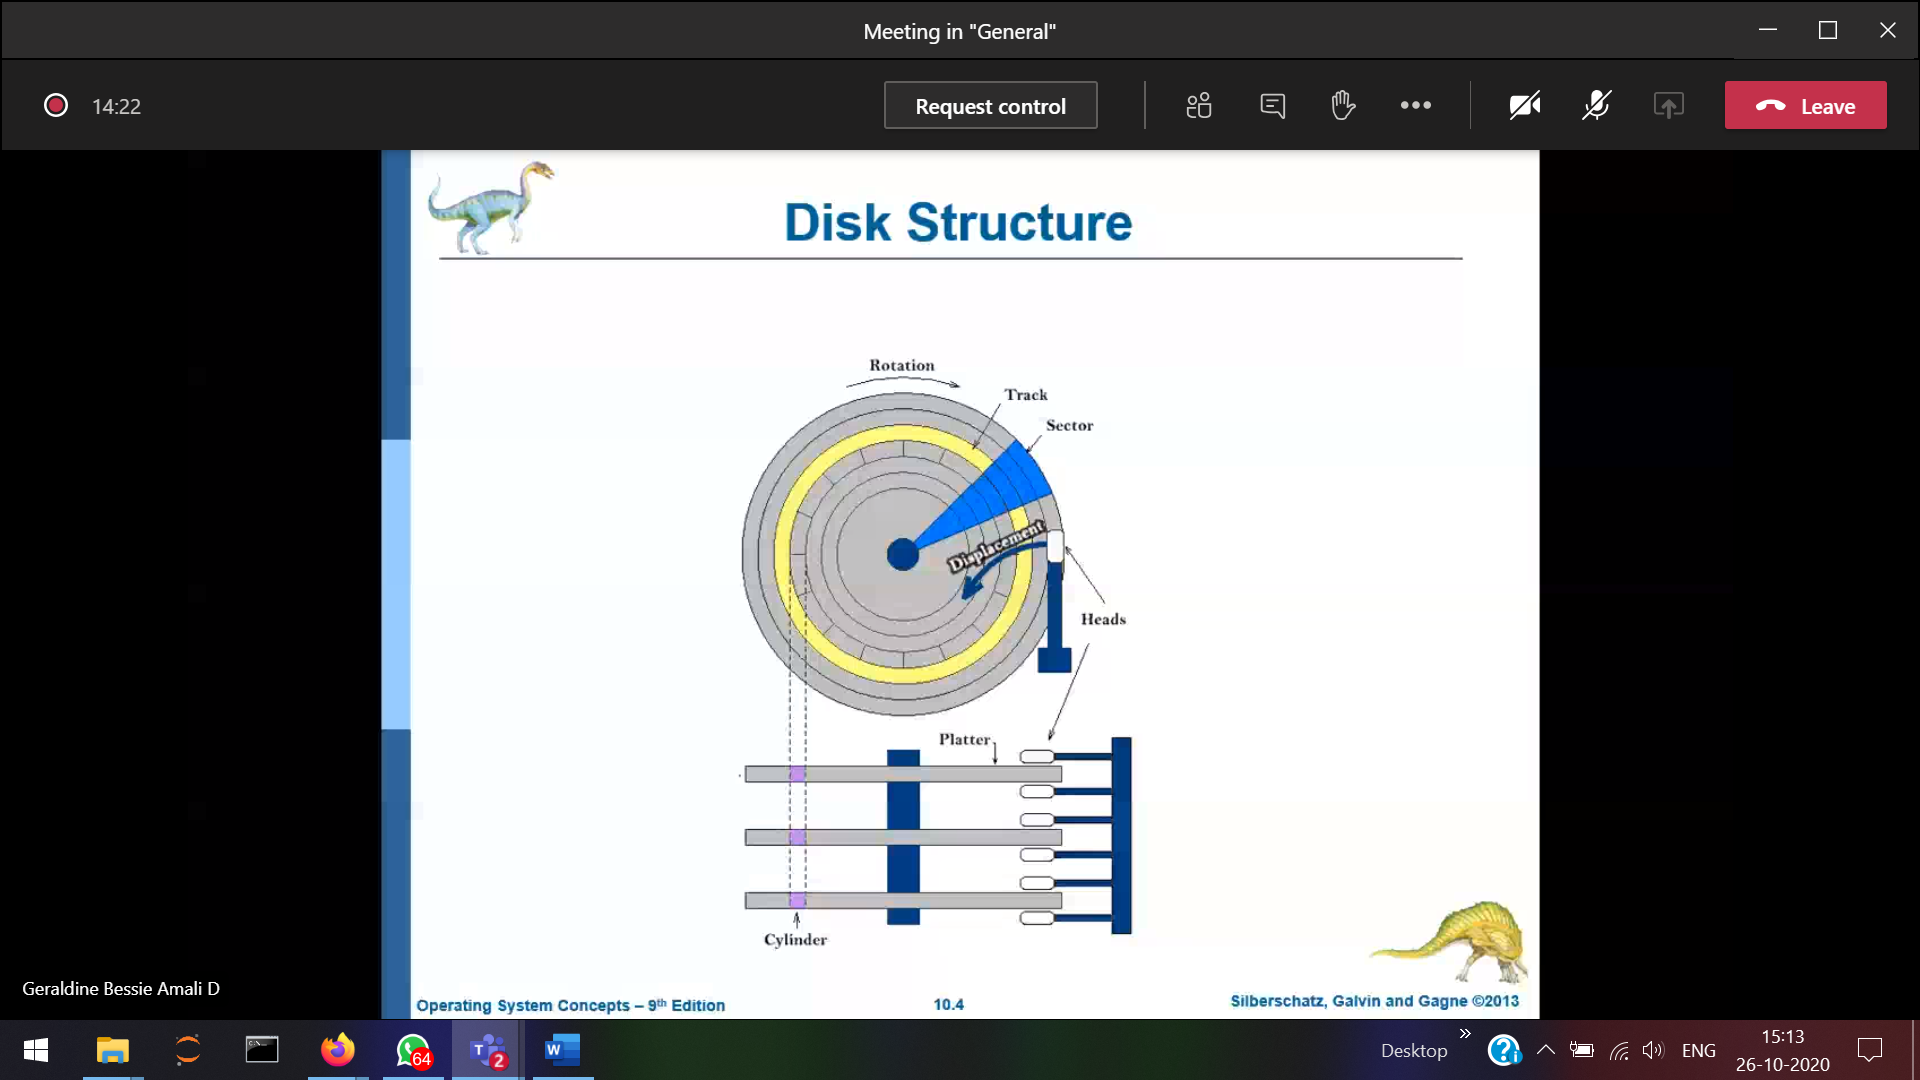 Meeting in "General"
14:22
Request control
Leave
Disk Structure
Rotation
Track
Sector
Displacement
Heads
Platter
Cylinder
Geraldine Bessie Amali D
Operating System Concepts – 9th Edition
10.4
Silberschatz, Galvin and Gagne ©2013
64
T
2
W
Desktop
ENG
15:13
26-10-2020